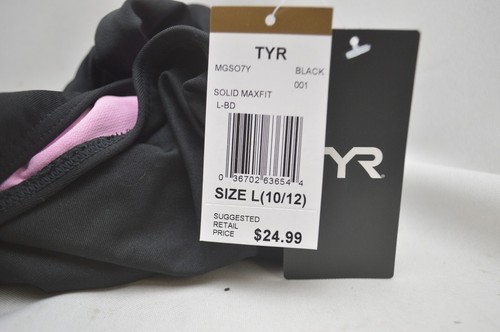 TYR
MGSO7Y BLACK
001
SOLID MAXFIT
L-BD
0 36702 63654 4
SIZE L(10/12)
SUGGESTED
RETAIL
PRICE $24.99
YR